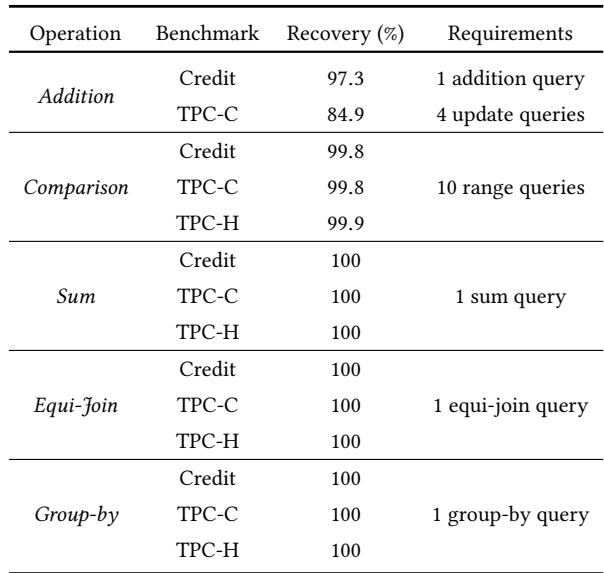 Operation Benchmark Recovery (%) Requirements
Addition Credit 97.3 1 addition query
TPC-C 84.9 4 update queries
Comparison Credit 99.8 10 range queries
TPC-C 99.8
TPC-H 99.9
Sum Credit 100 1 sum query
TPC-C 100
TPC-H 100
Equi-Join Credit 100 1 equi-join query
TPC-C 100
TPC-H 100
Group-by Credit 100 1 group-by query
TPC-C 100
TPC-H 100